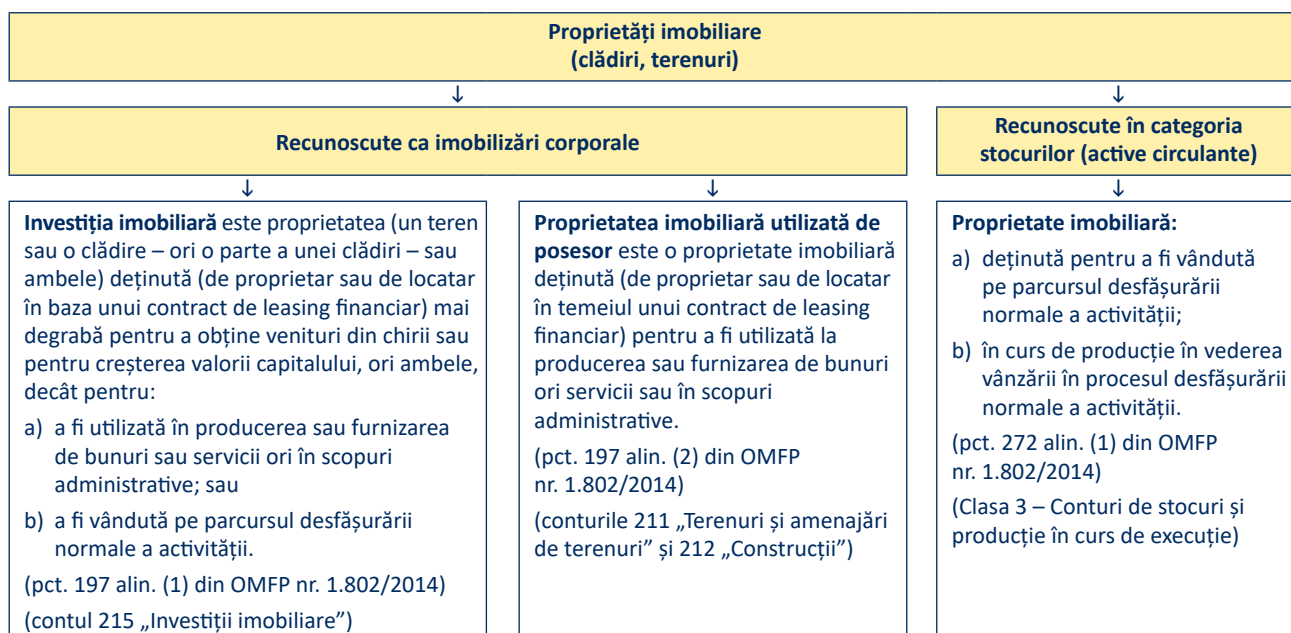 Proprietăți imobiliare
(clădiri, terenuri)
↓
↓
Recunoscute ca imobilizări corporale
Recunoscute în categoria
stocurilor (active circulante)
↓
↓
↓
Investiția imobiliară este proprietatea (un teren
sau o clădire – ori o parte a unei clădiri – sau
ambele) deținută (de proprietar sau de locatar
în baza unui contract de leasing financiar) mai
degrabă pentru a obține venituri din chirii sau
pentru creșterea valorii capitalului, ori ambele,
decât pentru:
a) a fi utilizată în producerea sau furnizarea
de bunuri sau servicii ori în scopuri
administrative; sau
b) a fi vândută pe parcursul desfășurării
normale a activității.
(pct. 197 alin. (1) din OMFP nr. 1.802/2014)
(contul 215 „Investiții imobiliare”)
Proprietatea imobiliară utilizată de
posesor este o proprietate imobiliară
deținută (de proprietar sau de locatar
în temeiul unui contract de leasing
financiar) pentru a fi utilizată la
producerea sau furnizarea de bunuri
ori servicii sau în scopuri
administrative.
(pct. 197 alin. (2) din OMFP
nr. 1.802/2014)
(conturile 211 „Terenuri și amenajări
de terenuri” și 212 „Construcții”)
Proprietate imobiliară:
a) deținută pentru a fi vândută
pe parcursul desfășurării
normale a activității;
b) în curs de producție în vederea
vânzării în procesul desfășurării
normale a activității.
(pct. 272 alin. (1) din OMFP
nr. 1.802/2014)
(Clasa 3 – Conturi de stocuri și
producție în curs de execuție)